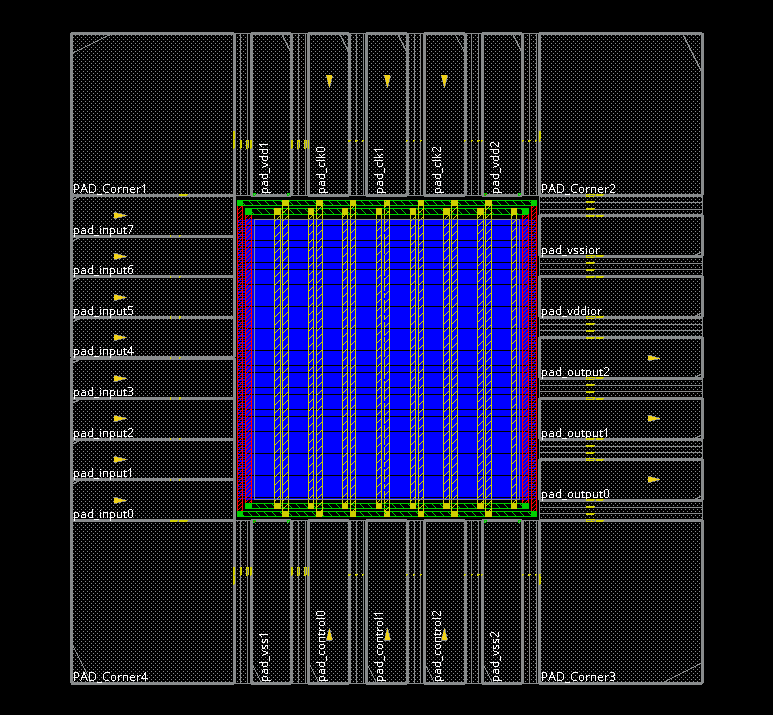 pad_vdd1
pad_clk0
pad_clk1
pad_clk2
pad_vdd2
PAD_Corner1
PAD_Corner2
pad_input7
pad_vssior
pad_input6
pad_input5
pad_vddior
pad_input4
pad_output2
pad_input3
pad_input2
pad_output1
pad_input1
pad_output0
pad_input0
pad_vss1
pad_control0
pad_control1
pad_control2
pad_vss2
PAD_Corner4
PAD_Corner3